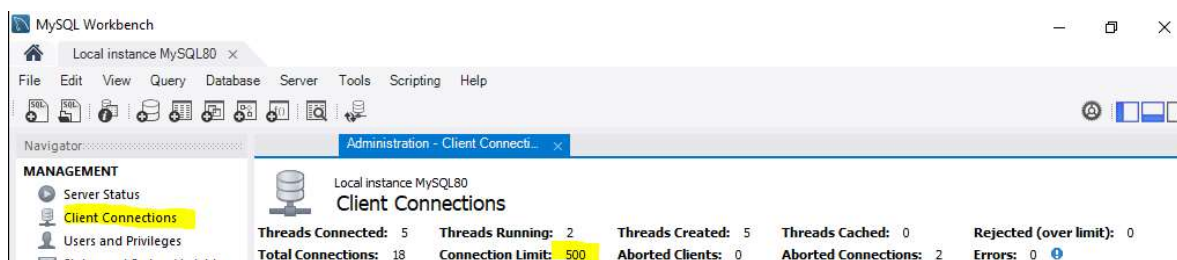 MySQL Workbench
Local instance MySQL80
File Edit View Query Database Server Tools Scripting Help
SQL SQL
Navigator
Administration - Client Connecti...
MANAGEMENT
Server Status
Client Connections
Users and Privileges
Local instance MySQL80
Client Connections
Threads Connected: 5 Threads Running: 2 Threads Created: 5 Threads Cached: 0 Rejected (over limit): 0
Total Connections: 18 Connection Limit: 500 Aborted Clients: 0 Aborted Connections: 2 Errors: 0